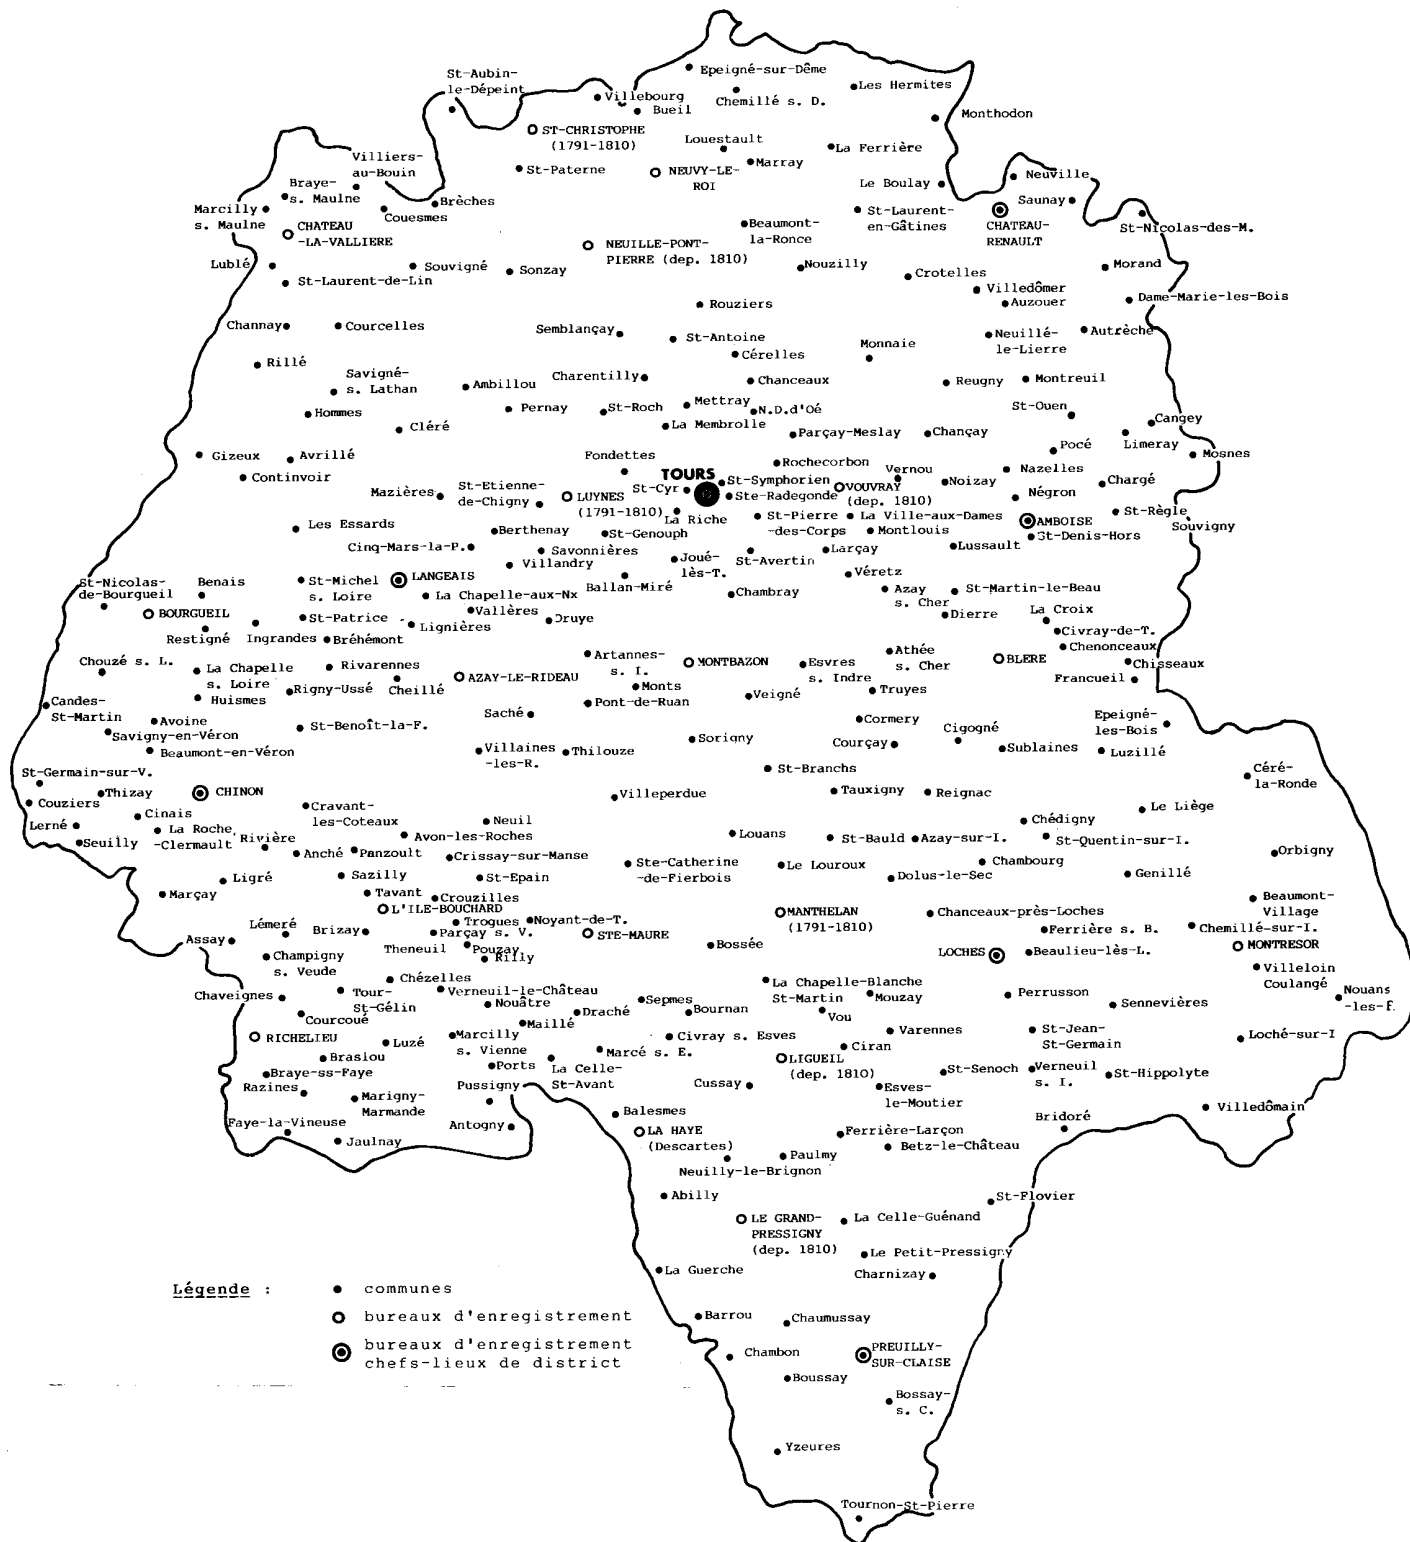 St-Aubin-
le-Dépeint
Epeigné-sur-Dême
Les Hermites
Villebourg
Chemillé s. D.
Bueil
Monthodon
ST-CHRISTOPHE
(1791-1810)
Louestault
La Ferrière
Villiers-
au-Bouin
St-Paterne
NEUVY-LE-
ROI
Marray
Le Boulay
Neuville
Braye-
s. Maulne
Saunay
Marcilly
s. Maulne
Couesmes
Brèches
St-Laurent-
en-Gâtines
CHATEAU-
RENAULT
St-Nicolas-des-M.
CHATEAU
-LA-VALLIERE
Beaumont-
la-Ronce
NEUILLE-PONT-
PIERRE (dep. 1810)
Lublé
Souvigné
Sonzay
Nouzilly
Crotelles
Morand
St-Laurent-de-Lin
Villedômer
Auzouer
Dame-Marie-les-Bois
Rouziers
Channay
Courcelles
Semblançay
St-Antoine
Neuillé-
le-Lierre
Autrèche
Monnaie
Cérelles
Rillé
Savigné-
s. Lathan
Ambillou
Charentilly
Chanceaux
Reugny
Montreuil
Hommes
Pernay
St-Roch
Mettray
N.D.d'Oé
St-Ouen
Cangey
Cléré
La Membrolle
Parçay-Meslay
Chançay
Limeray
Pocé
Mosnes
Gizeux
Avrillé
Fondettes
Rochecorbon
Nazelles
Continvoir
TOURS
Vernou
Noizay
Chargé
St-Symphorien
Mazières
St-Etienne-
de-Chigny
LUYNES
(1791-1810)
St-Cyr
Ste-Radegonde
VOUVRAY
(dep. 1810)
Négron
La Riche
St-Pierre
-des-Corps
La Ville-aux-Dames
AMBOISE
St-Règle
Souvigny
Les Essards
Berthenay
St-Genouph
Montlouis
St-Denis-Hors
Cinq-Mars-la-P.
Savonnières
Joué-
lès-T.
St-Avertin
Larçay
Lussault
Villandry
St-Nicolas-
de-Bourgueil
Benais
St-Michel
s. Loire
LANGEAIS
Ballan-Miré
Véretz
La Chapelle-aux-Nx
Chambray
Azay
s. Cher
St-Martin-le-Beau
BOURGUEIL
Vallères
Druye
Dierre
La Croix
Restigné
Ingrandes
St-Patrice
Lignières
Civray-de-T.
Bréhémont
Chenonceaux
Chouzé s. L.
La Chapelle
s. Loire
Rivarennes
Artannes-
s. I.
MONTBAZON
Esvres
s. Indre
Athée
s. Cher
BLERE
Chisseaux
Huismes
Rigny-Ussé
Cheillé
AZAY-LE-RIDEAU
Monts
Veigné
Truyes
Francueil
Candes-
St-Martin
Avoine
Saché
Pont-de-Ruan
Cormery
Cigogné
Epeigné-
les-Bois
Savigny-en-Véron
St-Benoît-la-F.
Beaumont-en-Véron
Villaines
-les-R.
Thilouze
Sorigny
Courçay
Sublaines
Luzillé
St-Germain-sur-V.
St-Branchs
Céré-
la-Ronde
Thizay
CHINON
Villeperdue
Tauxigny
Reignac
Couziers
Cinais
Cravant-
les-Coteaux
Le Liège
Lerné
La Roche
-Clermault
Neuil
Chédigny
Seuilly
Rivière
Avon-les-Roches
Louans
St-Bauld
Azay-sur-I.
St-Quentin-sur-I.
Anché
Panzoult
Crissay-sur-Manse
Ste-Catherine
-de-Fierbois
Le Louroux
Chambourg
Orbigny
Ligré
Sazilly
St-Epain
Dolus-le-Sec
Genillé
Marçay
Tavant
Crouzilles
L'ILE-BOUCHARD
MANTHELAN
(1791-1810)
Chanceaux-près-Loches
Beaumont-
Village
Lémeré
Trogues
Noyant-de-T.
Assay
Brizay
Parçay s. V.
STE-MAURE
Ferrière s. B.
Chemillé-sur-I.
Theneuil
Pouzay
Rilly
Bossée
LOCHES
Beaulieu-lès-L.
MONTRESOR
Champigny
s. Veude
Villeloin
Coulangé
Chézelles
La Chapelle-Blanche
St-Martin
Chaveignes
Tour-
St-Gélin
Verneuil-le-Château
Sepmes
Mouzay
Perrusson
Nouans
-les-f.
Courcoué
Nouâtre
Draché
Bournan
Vou
Sennevières
Maillé
RICHELIEU
Luzé
Marcilly
s. Vienne
Civray s. Esves
Varennes
St-Jean-
St-Germain
Loché-sur-I
Braslou
Marcé s. E.
Ciran
LIGUEIL
(dep. 1810)
Braye-ss-Faye
Ports
La Celle-
St-Avant
St-Senoch
Verneuil
s. I.
St-Hippolyte
Razines
Pussigny
Cussay
Esves-
le-Moutier
Marigny-
Marmande
Villedômain
Faye-la-Vineuse
Antogny
Balesmes
Bridoré
Jaulnay
LA HAYE
(Descartes)
Ferrière-Larçon
Betz-le-Château
Paulmy
Neuilly-le-Brignon
Abilly
St-Flovier
LE GRAND-
PRESSIGNY
(dep. 1810)
La Celle-Guénand
Le Petit-Pressigny
La Guerche
Charnizay
Légende :
communes
bureaux d'enregistrement
bureaux d'enregistrement
chefs-lieux de district
Barrou
Chaumussay
Chambon
PREUILLY-
SUR-CLAISE
Boussay
Bossay-
s. C.
Yzeures
Tournon-St-Pierre